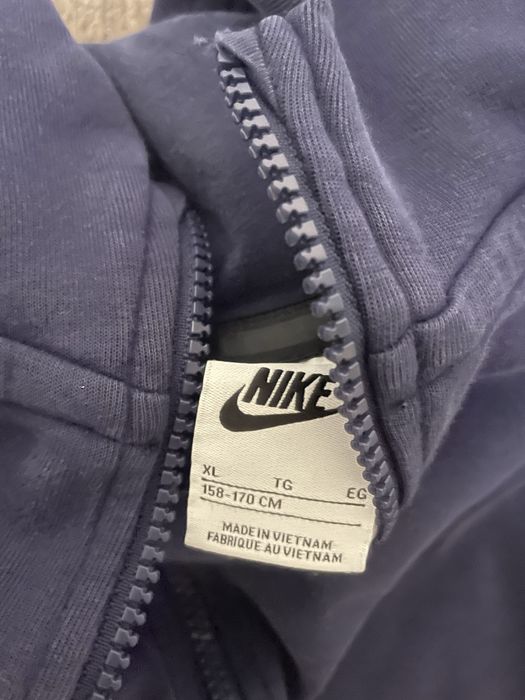 NIKE
XL TG EG
158-170 CM
MADE IN VIETNAM
FABRIQUE AU VIETNAM